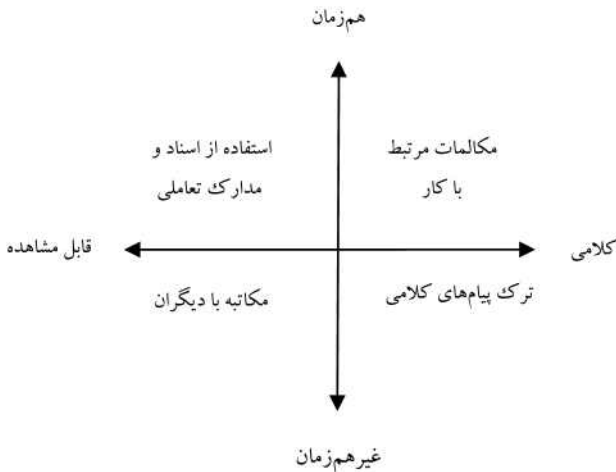 هم‌زمان
مکالمات مرتبط
با کار
استفاده از اسناد و
مدارک تعاملی
کلامی
قابل مشاهده
ترک پیام‌های کلامی
مکاتبه با دیگران
غیرهم‌زمان